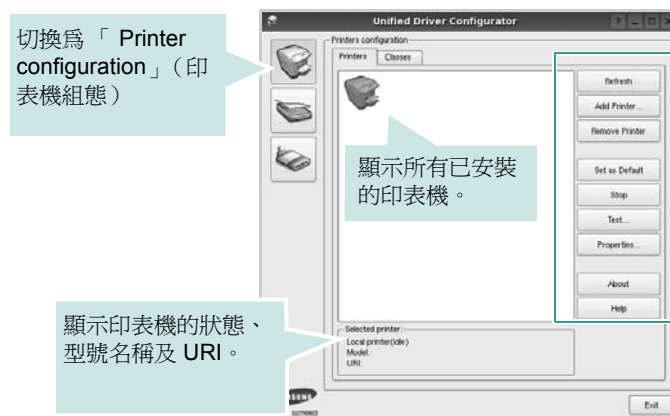 切換為「 Printer
configuration」(印
表機組態)
Unified Driver Configurator
Printers configuration
Printers
Classes
Refresh
Add Printer...
Remove Printer
顯示所有已安裝
的印表機。
Set as Default
Stop
Test...
Properties...
About
Help
顯示印表機的狀態、
型號名稱及 URI。
Selected printer:
Local printer(idle)
Model:
URI:
ELECTRONICS
Exit